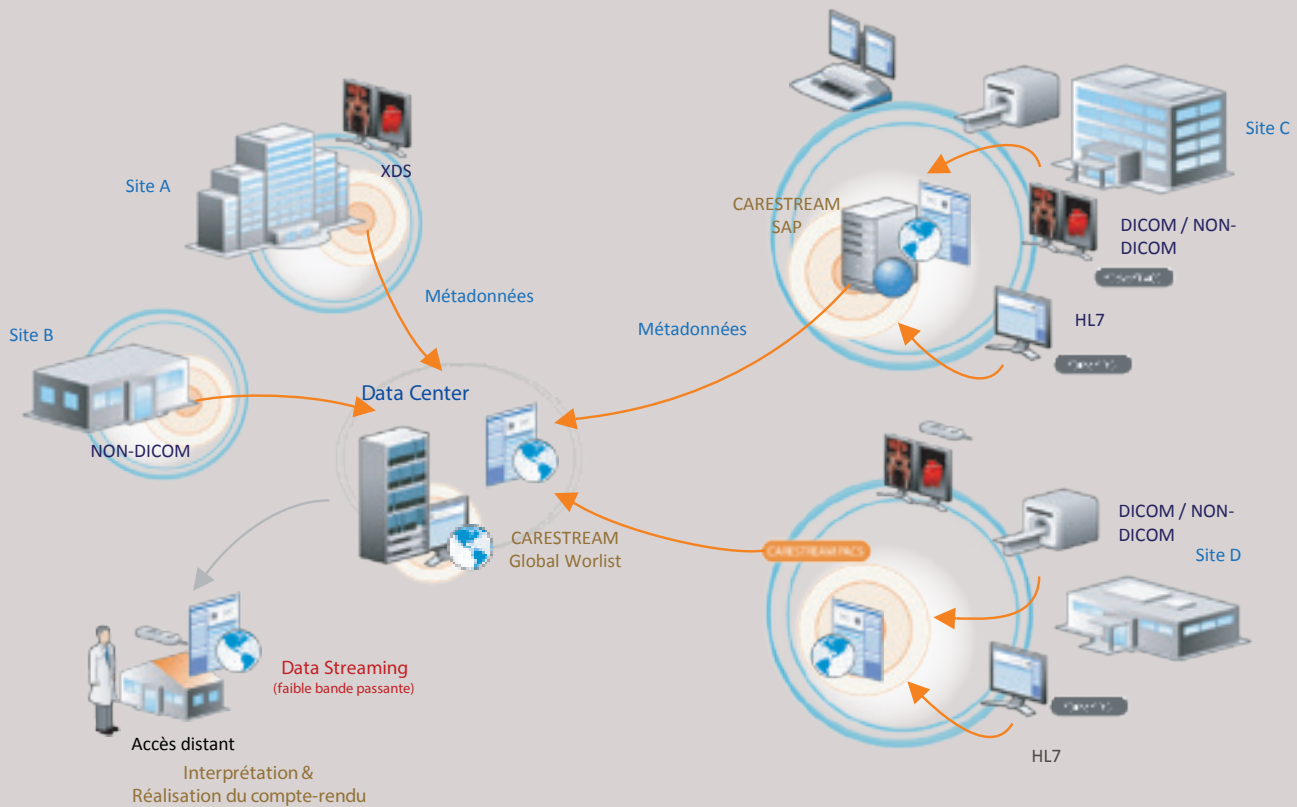 Site A
XDS
Métadonnées
Site B
NON-DICOM
Data Center
CARESTREAM
Global Worlist
Data Streaming
(faible bande passante)
Accès distant
Interprétation &
Réalisation du compte-rendu
CARESTREAM
SAP
Métadonnées
Site C
DICOM / NON-
DICOM
HL7
CARESTREAM PACS
DICOM / NON-
DICOM
Site D
HL7